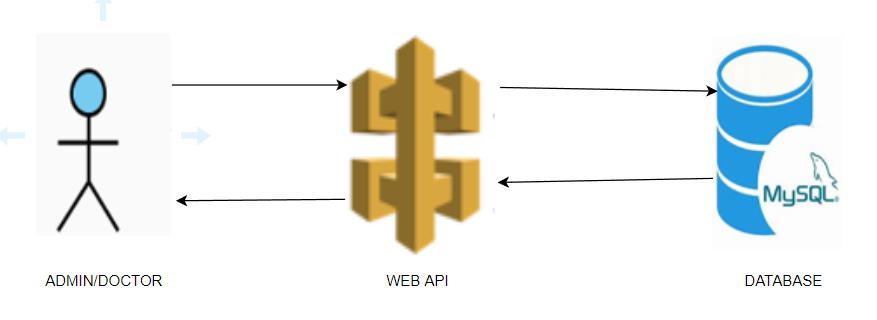 MySQL®
ADMIN/DOCTOR
WEB API
DATABASE